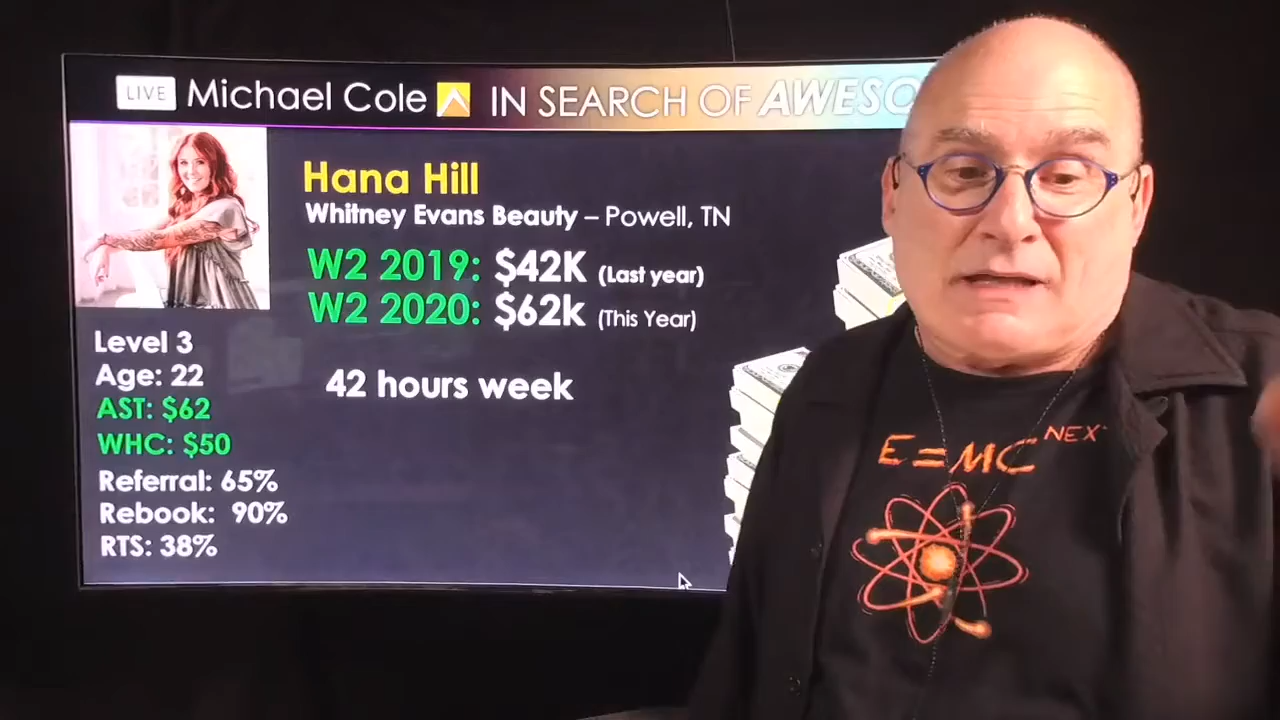 LIVE Michael Cole IN SEARCH OF AWESO
Hana Hill
Whitney Evans Beauty – Powell, TN
W2 2019: $42K (Last year)
W2 2020: $62k (This Year)
42 hours week
Level 3
Age: 22
AST: $62
WHC: $50
Referral: 65%
Rebook: 90%
RTS: 38%
E=MC NEX